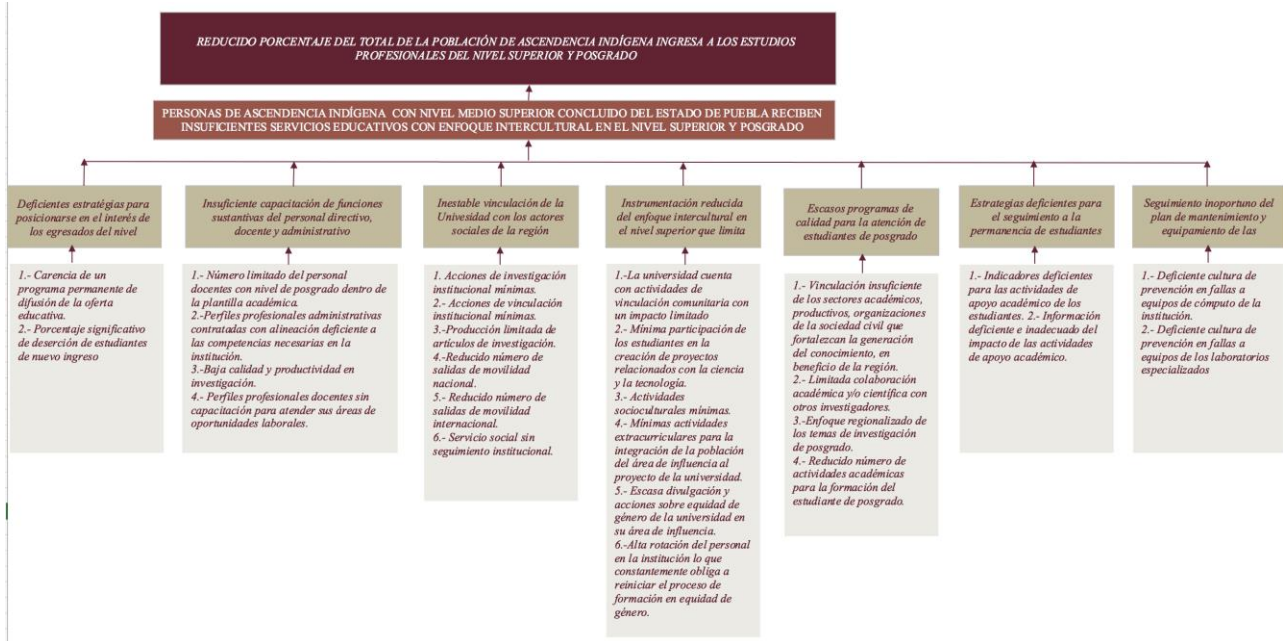 REDUCIDO PORCENTAJE DEL TOTAL DE LA POBLACIÓN DE ASCENDENCIA INDÍGENA INGRESA A LOS ESTUDIOS
PROFESIONALES DEL NIVEL SUPERIOR Y POSGRADO
PERSONAS DE ASCENDENCIA INDÍGENA CON NIVEL MEDIO SUPERIOR CONCLUIDO DEL ESTADO DE PUEBLA RECIBEN
INSUFICIENTES SERVICIOS EDUCATIVOS CON ENFOQUE INTERCULTURAL EN EL NIVEL SUPERIOR Y POSGRADO
Deficientes estratégias para
posicionarse en el interés de
los egresados del nivel
1.- Carencia de un
programa permanente de
difusión de la oferta
educativa.
2.- Porcentaje significativo
de deserción de estudiantes
de nuevo ingreso
Insuficiente capacitación de funciones
sustantivas del personal directivo,
docente y administrativo
1.- Número limitado del personal
docentes con nivel de posgrado dentro de
la plantilla académica.
2.-Perfiles profesionales administrativas
contratadas con alineación deficiente a
las competencias necesarias en la
institución.
3.-Baja calidad y productividad en
investigación.
4.- Perfiles profesionales docentes sin
capacitación para atender sus áreas de
oportunidades laborales.
Inestable vinculación de la
Univesidad con los actores
sociales de la región
1. Acciones de investigación
institucional mínimas.
2.- Acciones de vinculación
institucional mínimas.
3.-Producción limitada de
artículos de investigación.
4.-Reducido número de
salidas de movilidad
nacional.
5.- Reducido número de
salidas de movilidad
internacional.
6.- Servicio social sin
seguimiento institucional.
Instrumentación reducida
del enfoque intercultural en
el nivel superior que limita
1.-La universidad cuenta
con actividades de
vinculación comunitaria con
un impacto limitado
2.- Mínima participación de
los estudiantes en la
creación de proyectos
relacionados con la ciencia
y la tecnología.
3.- Actividades
socioculturales mínimas.
4.- Mínimas actividades
extracurriculares para la
integración de la población
del área de influencia al
proyecto de la universidad.
5.- Escasa divulgación y
acciones sobre equidad de
género de la universidad en
su área de influencia.
6.-Alta rotación del personal
en la institución lo que
constantemente obliga a
reiniciar el proceso de
formación en equidad de
género.
Escasos programas de
calidad para la atención de
estudiantes de posgrado
1.- Vinculación insuficiente
de los sectores académicos,
productivos, organizaciones
de la sociedad civil que
fortalezcan la generación
del conocimiento, en
beneficio de la región.
2.- Limitada colaboración
académica y/o científica con
otros investigadores.
3.-Enfoque regionalizado de
los temas de investigación
de posgrado.
4.- Reducido número de
actividades académicas
para la formación del
estudiante de posgrado.
Estrategias deficientes para
el seguimiento a la
permanencia de estudiantes
1.- Indicadores deficientes
para las actividades de
apoyo académico de los
estudiantes. 2.- Información
deficiente e inadecuado del
impacto de las actividades
de apoyo académico.
Seguimiento inoportuno del
plan de mantenimiento y
equipamiento de las
1.- Deficiente cultura de
prevención en fallas a
equipos de cómputo de la
institución.
2.- Deficiente cultura de
prevención en fallas a
equipos de los laboratorios
especializados